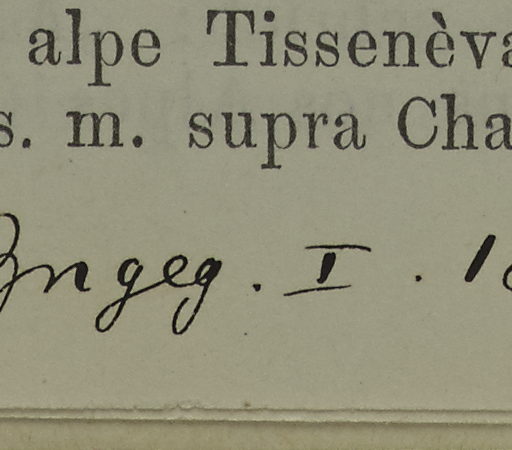 alpe Tissenèva
s. m. supra Cha
Ingeg. I. 1